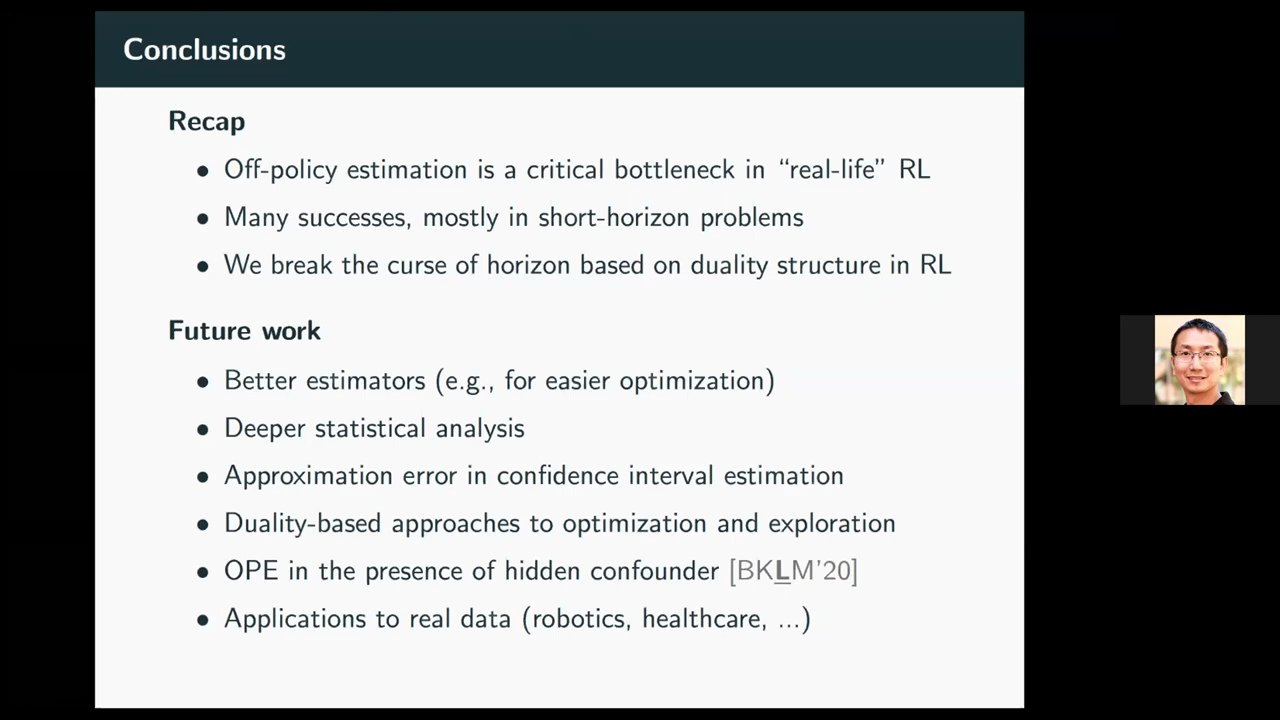 Conclusions
Recap
• Off-policy estimation is a critical bottleneck in “real-life” RL
• Many successes, mostly in short-horizon problems
• We break the curse of horizon based on duality structure in RL
Future work
• Better estimators (e.g., for easier optimization)
• Deeper statistical analysis
• Approximation error in confidence interval estimation
• Duality-based approaches to optimization and exploration
• OPE in the presence of hidden confounder [BKLM’20]
• Applications to real data (robotics, healthcare, ...)